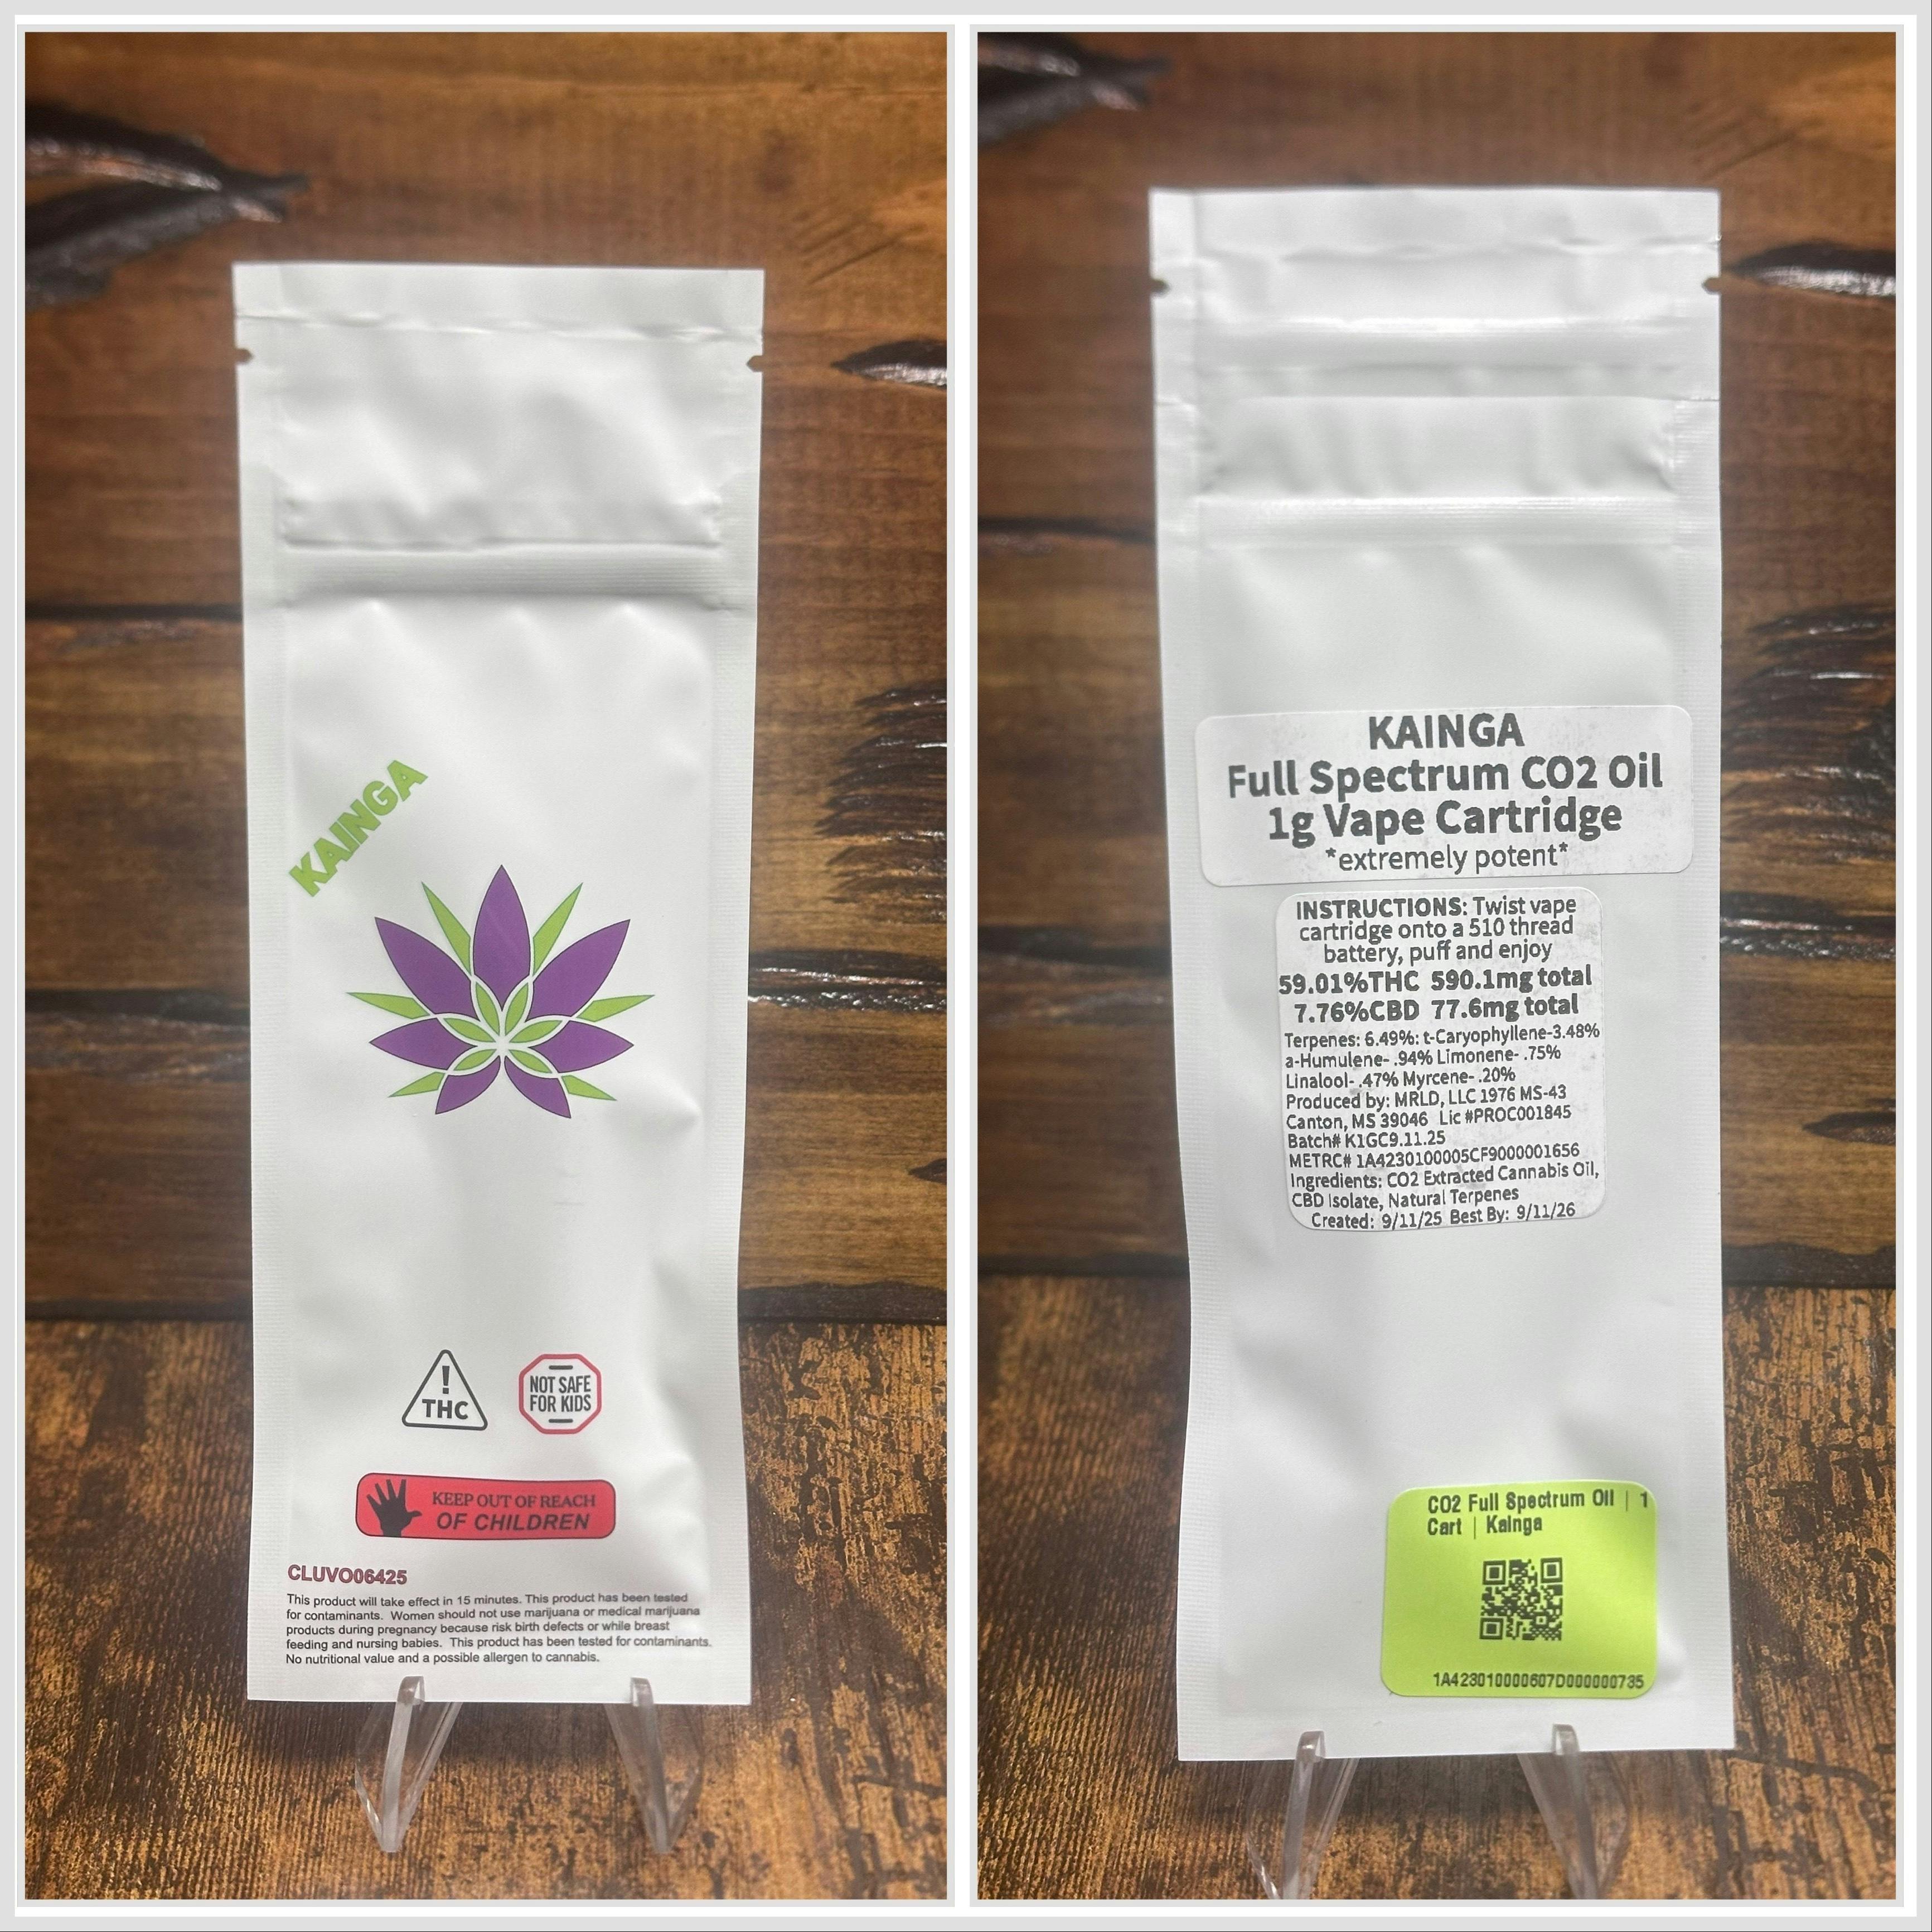 KAINGA
!
THC
NOT SAFE
FOR KIDS
KEEP OUT OF REACH
OF CHILDREN
CLUVO06425
This product will take effect in 15 minutes. This product has been tested
for contaminants. Women should not use marijuana or medical marijuana
products during pregnancy because risk birth defects or while breast
feeding and nursing babies. This product has been tested for contaminants.
No nutritional value and a possible allergen to cannabis.
KAINGA
Full Spectrum CO2 Oil
1g Vape Cartridge
*extremely potent*
INSTRUCTIONS: Twist vape
cartridge onto a 510 thread
battery, puff and enjoy
59.01%THC 590.1mg total
7.76%CBD 77.6mg total
Terpenes: 6.49%: t-Caryophyllene-3.48%
a-Humulene- .94% Limonene- .75%
Linalool- .47% Myrcene- .20%
Produced by: MRLD, LLC 1976 MS-43
Canton, MS 39046 Lic #PROC001845
Batch# K1GC9.11.25
METRC# 1A4230100005CF9000001656
Ingredients: CO2 Extracted Cannabis Oil,
CBD Isolate, Natural Terpenes
Created: 9/11/25 Best By: 9/11/26
CO2 Full Spectrum Oil | 1
Cart | Kainga
1A423010000607D000000735